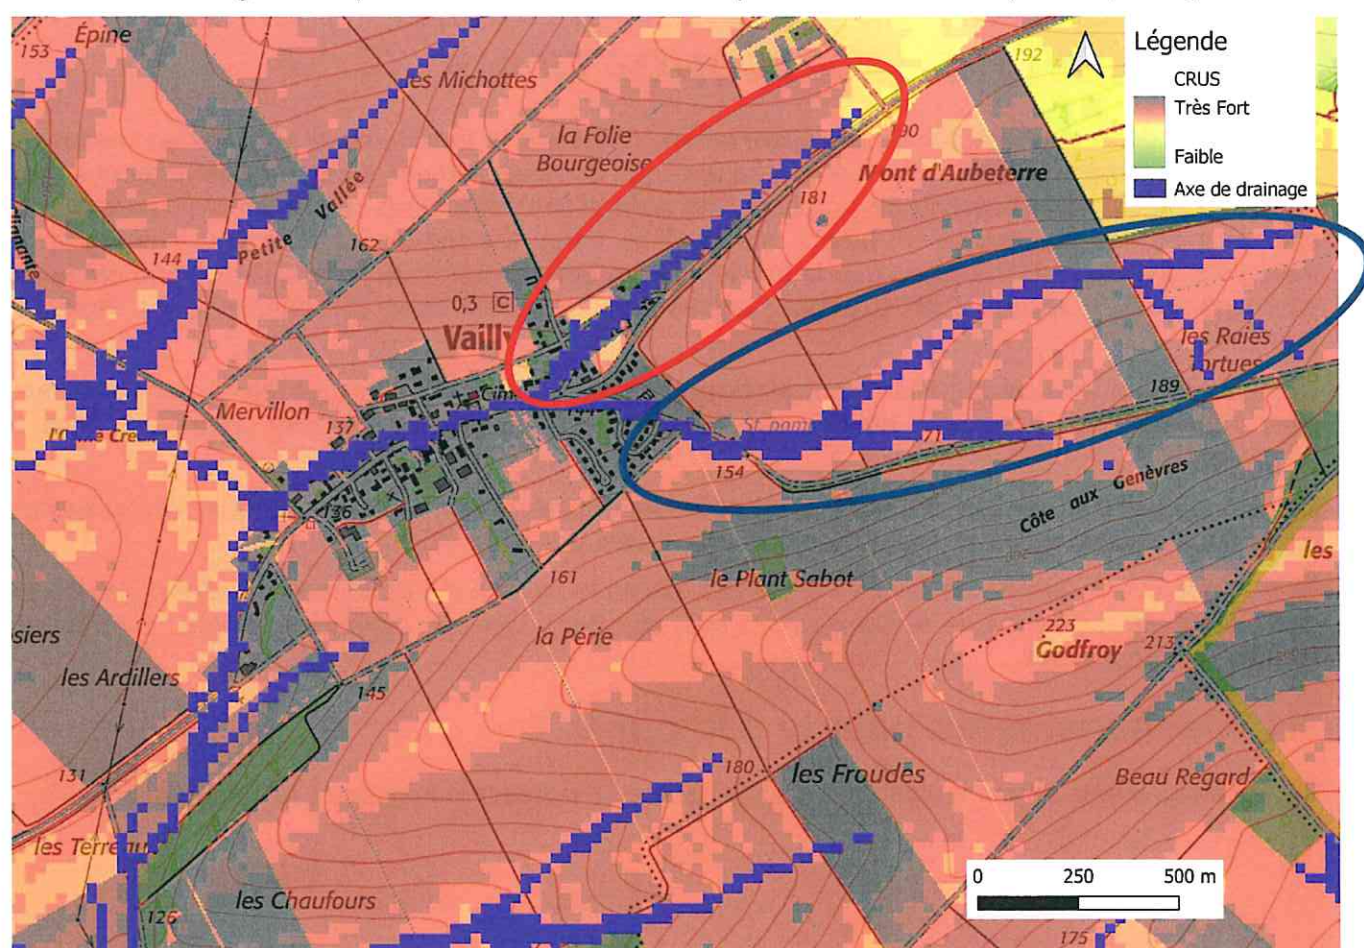 Épine
153
les Michottes
la Folie
Bourgeoise
192
190
Mont d'Aubeterre
181
Légende
CRUS
Très Fort
Faible
Axe de drainage
Petite Vallée
162
144
0,3 C
Vailly
les Raies
Tortues
189
Mervillon
137
154
Côte aux Genèvres
136
161
le Plant Sabot
les
223
Godfroy
213
la Périe
les Ardillers
145
131
180
les Froudes
Beau Regard
les Chaufours
126
175
0 250 500 m